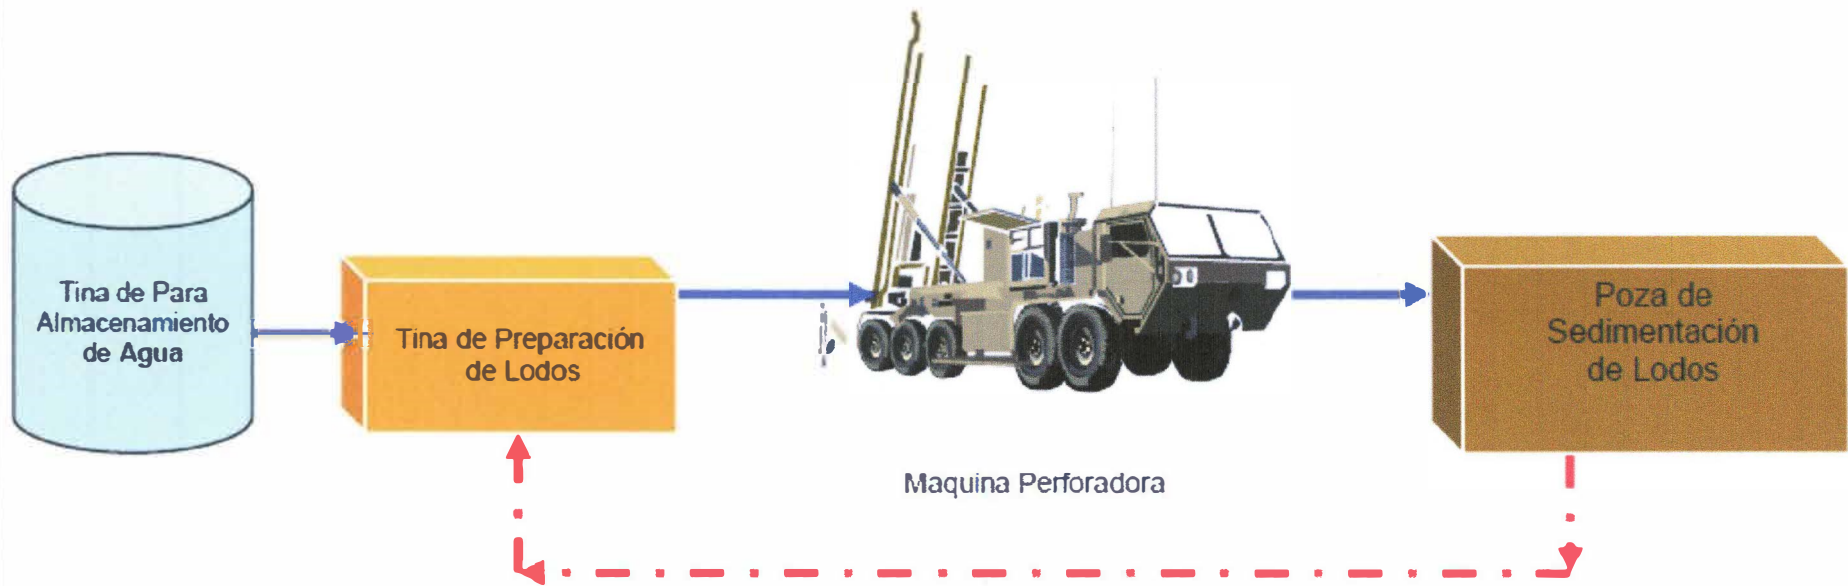 Tina de Para
Almacenamiento
de Agua
Tina de Preparación
de Lodos
Maquina Perforadora
Poza de
Sedimentación
de Lodos